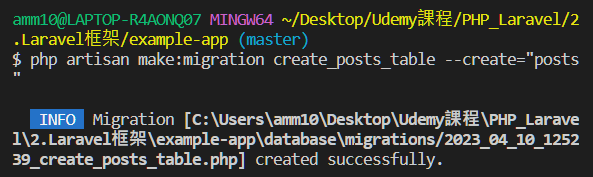 amm10@LAPTOP-R4AONQ07 MINGW64 ~/Desktop/Udemy課程/PHP_Laravel/2
.Laravel框架/example-app (master)
$ php artisan make:migration create_posts_table --create="posts
"
INFO Migration [C:\Users\amm10\Desktop\Udemy課程\PHP_Larave
l\2.Laravel框架\example-app\database\migrations/2023_04_10_1252
39_create_posts_table.php] created successfully.